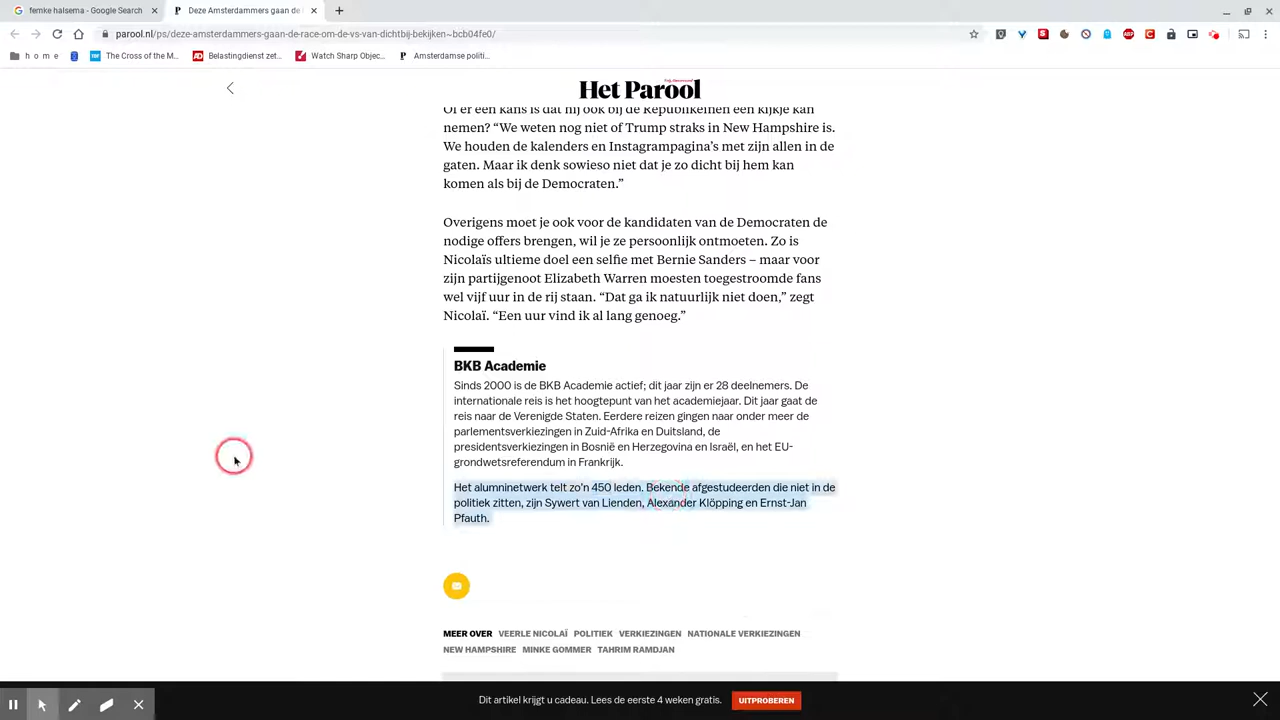 femke halsema - Google Search
Deze Amsterdammers gaan de
parool.nl/ps/deze-amsterdammers-gaan-de-race-om-de-vs-van-dichtbij-bekijken~bcb04fe0/
h o m e
The Cross of the M...
Belastingdienst zet...
Watch Sharp Objec...
Amsterdamse politi...
Het Parool
Of er een kans is dat hij ook bij de Republikeinen een kijkje kan
nemen? “We weten nog niet of Trump straks in New Hampshire is.
We houden de kalenders en Instagrampagina’s met zijn allen in de
gaten. Maar ik denk sowieso niet dat je zo dicht bij hem kan
komen als bij de Democraten.”
Overigens moet je ook voor de kandidaten van de Democraten de
nodige offers brengen, wil je ze persoonlijk ontmoeten. Zo is
Nicolaïs ultieme doel een selfie met Bernie Sanders – maar voor
zijn partijgenoot Elizabeth Warren moesten toegestroomde fans
wel vijf uur in de rij staan. “Dat ga ik natuurlijk niet doen,” zegt
Nicolaï. “Een uur vind ik al lang genoeg.”
BKB Academie
Sinds 2000 is de BKB Academie actief; dit jaar zijn er 28 deelnemers. De
internationale reis is het hoogtepunt van het academiejaar. Dit jaar gaat de
reis naar de Verenigde Staten. Eerdere reizen gingen naar onder meer de
parlementsverkiezingen in Zuid-Afrika en Duitsland, de
presidentsverkiezingen in Bosnië en Herzegovina en Israël, en het EU-
grondwetsreferendum in Frankrijk.
Het alumninetwerk telt zo’n 450 leden. Bekende afgestudeerden die niet in de
politiek zitten, zijn Sywert van Lienden, Alexander Klöpping en Ernst-Jan
Pfauth.
MEER OVER VEERLE NICOLAÏ POLITIEK VERKIEZINGEN NATIONALE VERKIEZINGEN
NEW HAMPSHIRE MINKE GOMMER TAHRIM RAMDJAN
Dit artikel krijgt u cadeau. Lees de eerste 4 weken gratis. UITPROBEREN